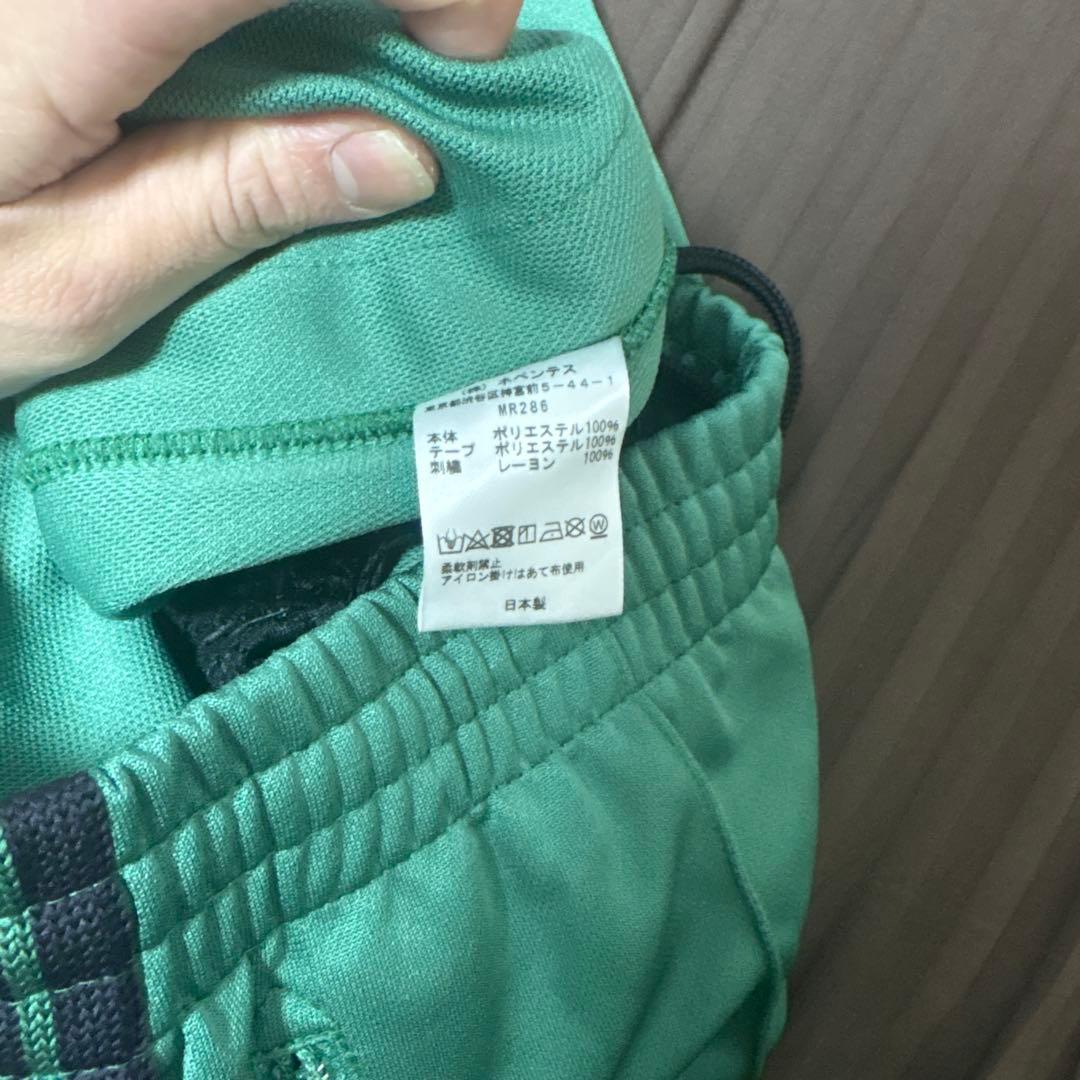 (株) ネペンテス
東京都渋谷区神宮前5-44-1
MR286
本体 ポリエステル100%
テープ ポリエステル100%
刺繍 レーヨン 100%
W
柔軟剤禁止
アイロン掛けはあて布使用
日本製